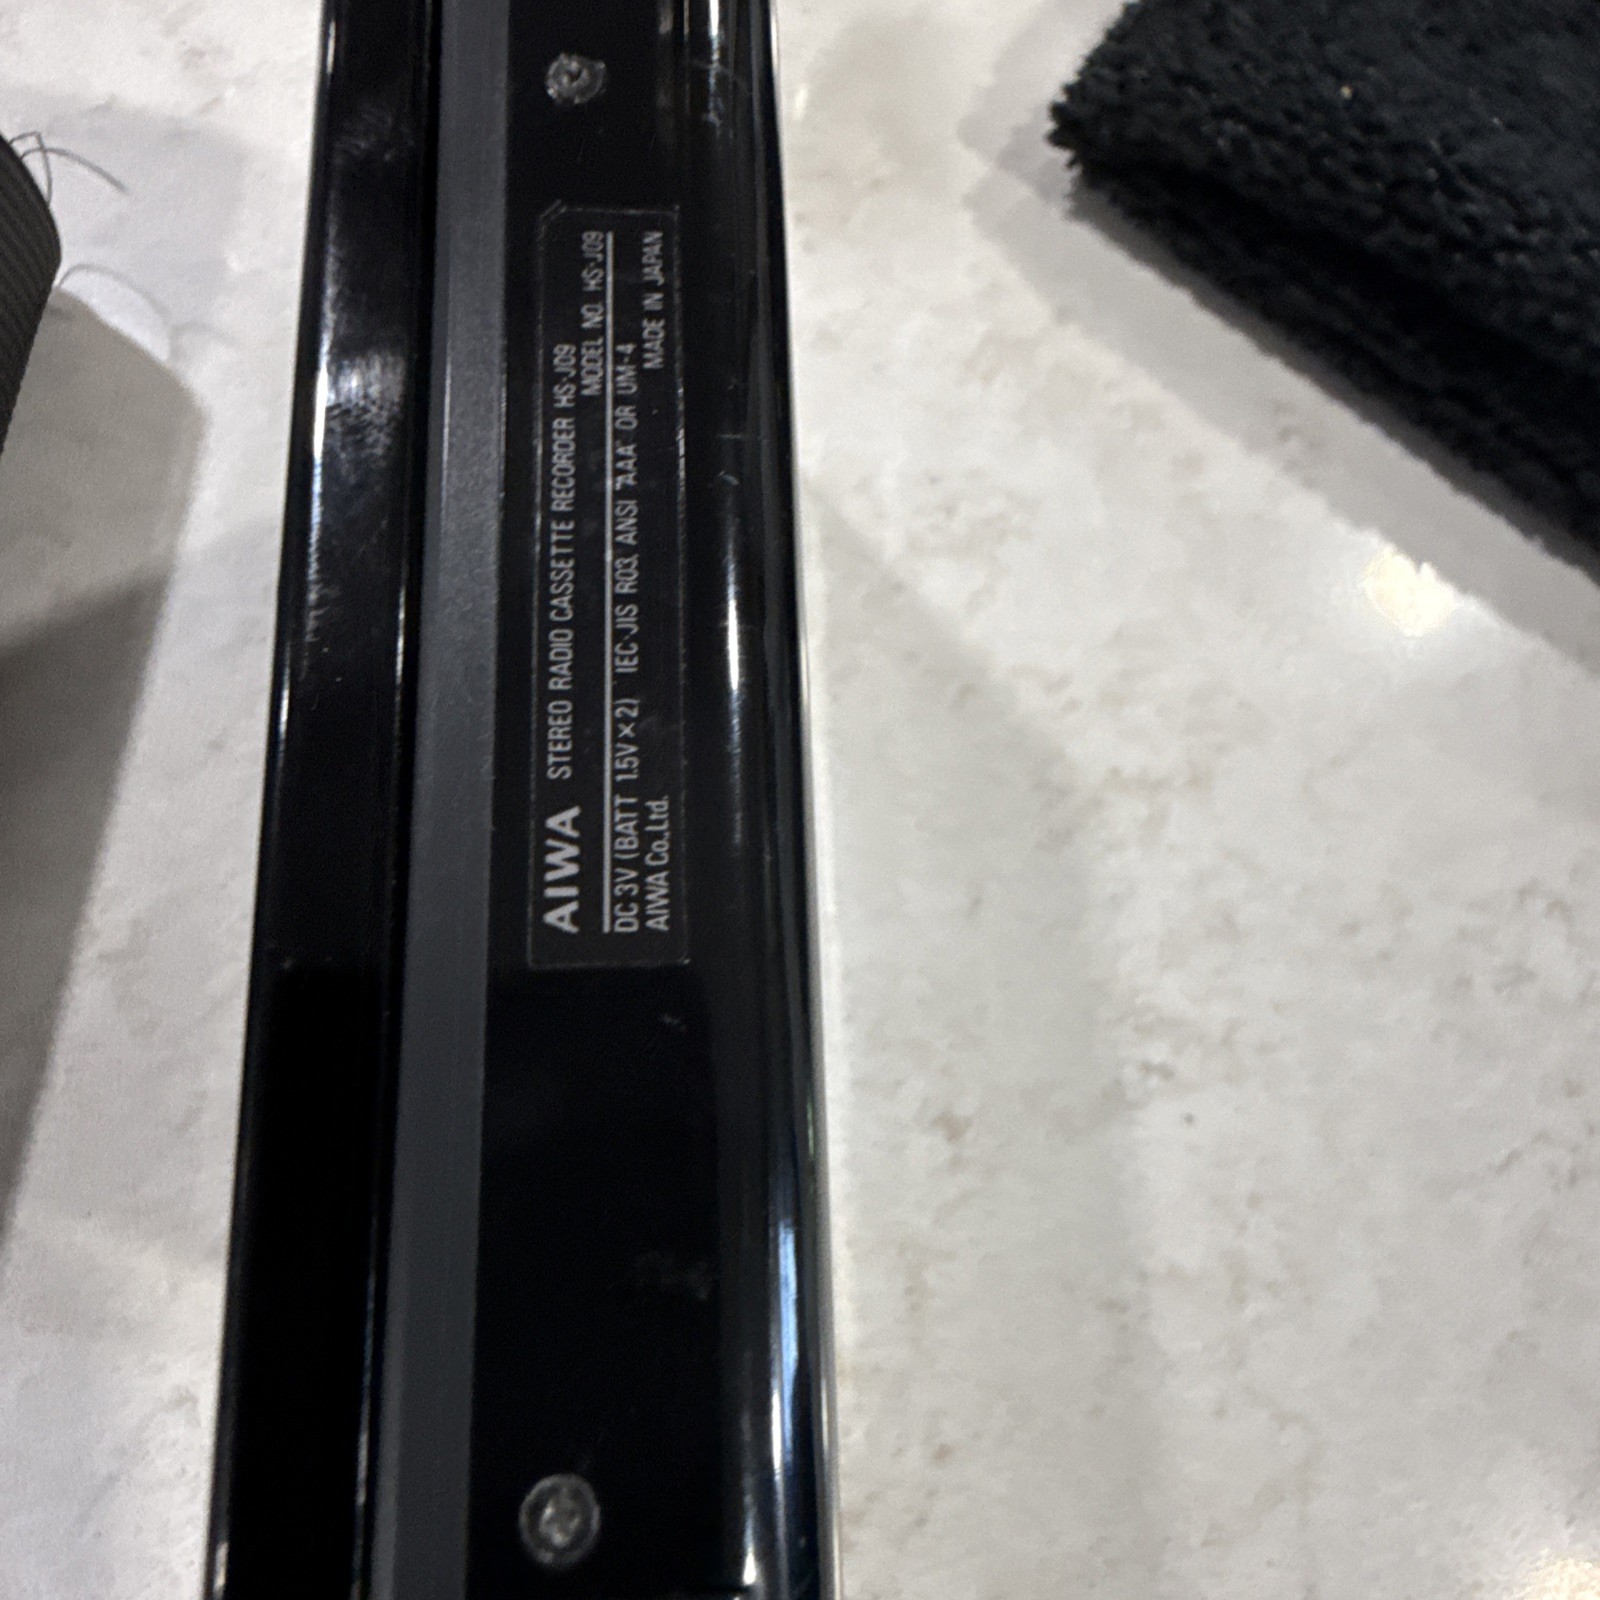 AIWA STEREO RADIO CASSETTE RECORDER HS-J09
MODEL NO. HS-J09
DC 3V (BATT 1.5V×2) IEC·JIS R03, ANSI "AAA" OR UM-4
AIWA Co.,Ltd. MADE IN JAPAN